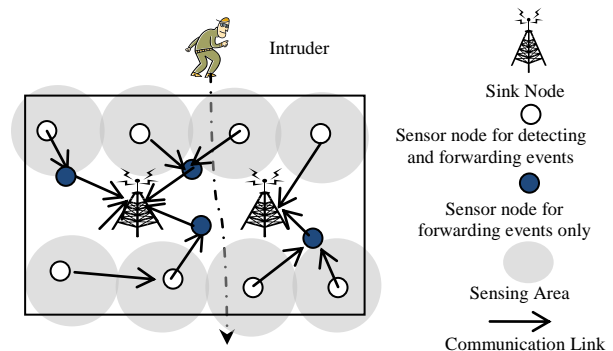 Intruder
Sink Node
Sensor node for detecting
and forwarding events
Sensor node for
forwarding events only
Sensing Area
Communication Link